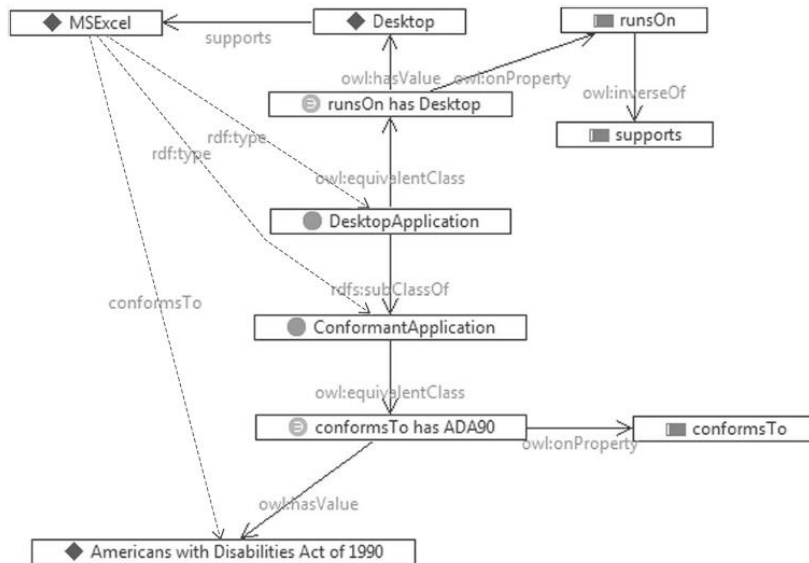 MSExcel
supports
Desktop
runsOn
owl:hasValue
owl:onProperty
owl:inverseOf
runsOn has Desktop
supports
rdf:type
rdf:type
owl:equivalentClass
DesktopApplication
rdfs:subClassOf
conformsTo
ConformantApplication
owl:equivalentClass
conformsTo has ADA90
owl:onProperty
conformsTo
owl:hasValue
Americans with Disabilities Act of 1990